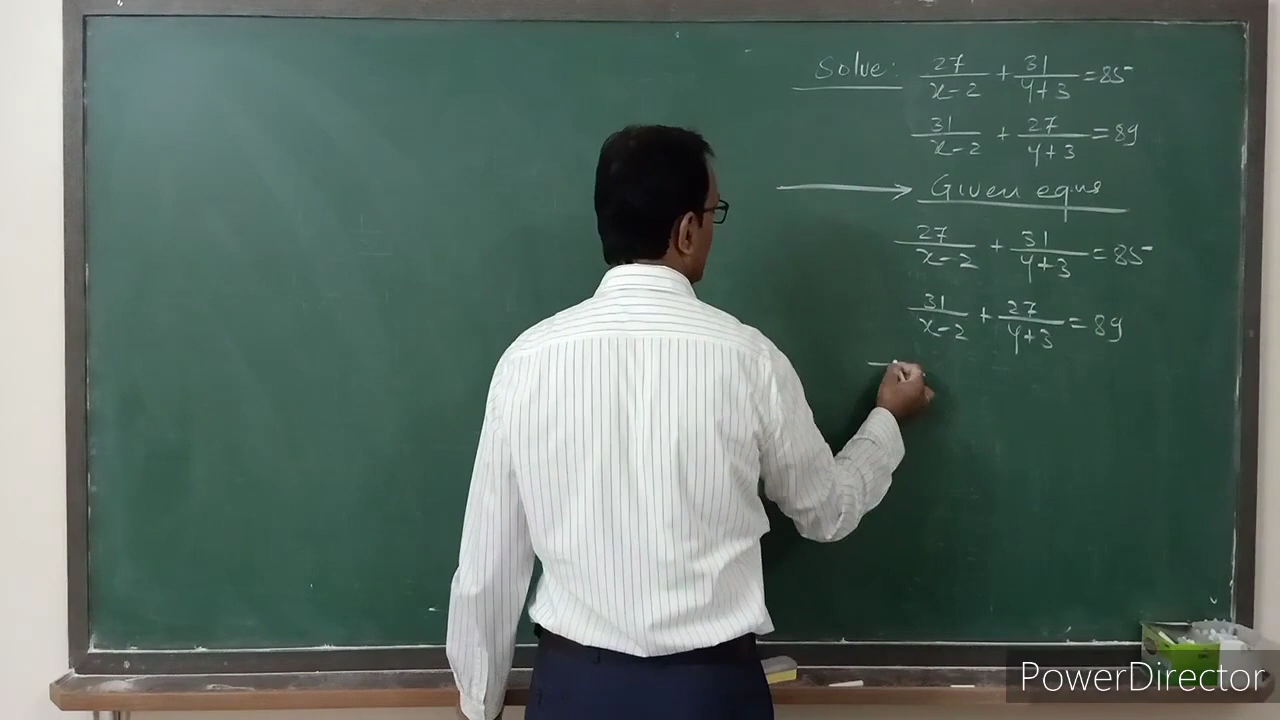 Solve: 27/(x-2) + 31/(y+3) = 85
31/(x-2) + 27/(y+3) = 89
→ Given eqns
27/(x-2) + 31/(y+3) = 85
31/(x-2) + 27/(y+3) = 89
PowerDirector